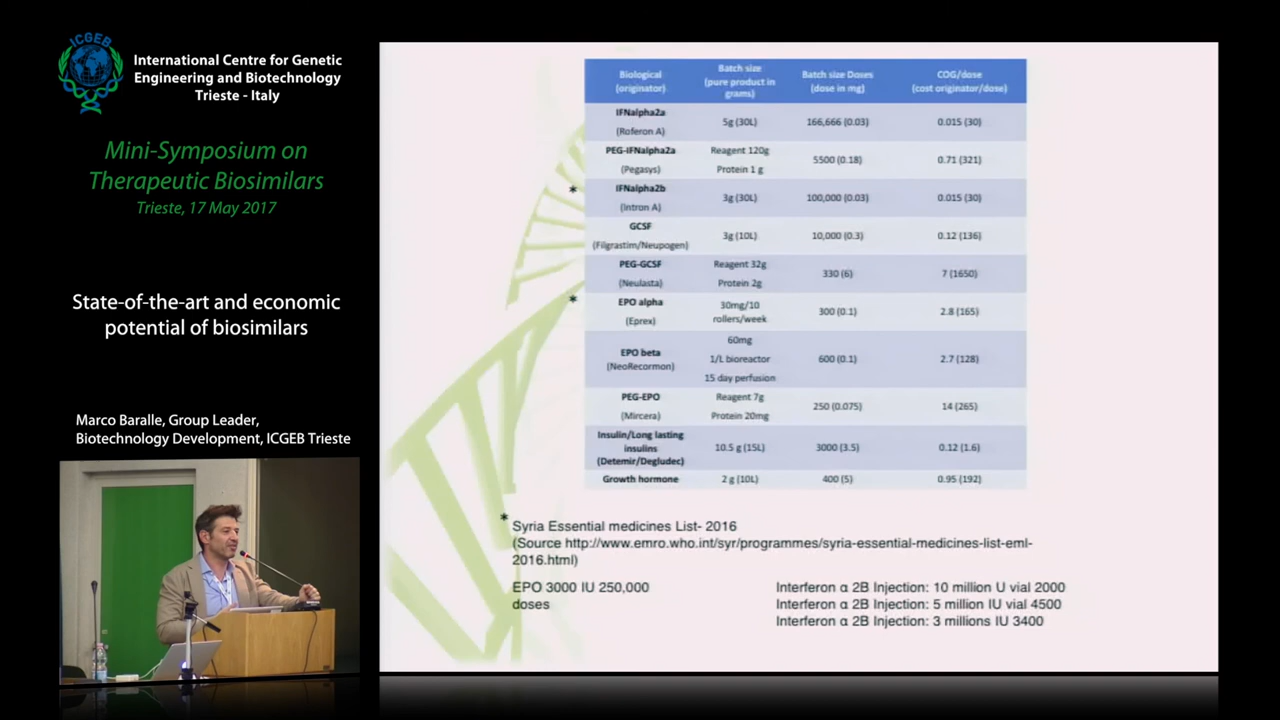 ICGEB
International Centre for Genetic
Engineering and Biotechnology
Trieste - Italy
Mini-Symposium on
Therapeutic Biosimilars
Trieste, 17 May 2017
State-of-the-art and economic
potential of biosimilars
Marco Baralle, Group Leader,
Biotechnology Development, ICGEB Trieste
Biological
(originator)
Batch size
(pure product in
grams)
Batch size Doses
(dose in mg)
COG/dose
(cost originator/dose)
IFNalpha2a
(Roferon A)
5g (30L)
166,666 (0.03)
0.015 (30)
PEG-IFNalpha2a
(Pegasys)
Reagent 120g
Protein 1 g
5500 (0.18)
0.71 (321)
*
IFNalpha2b
(Intron A)
3g (30L)
100,000 (0.03)
0.015 (30)
GCSF
(Filgrastim/Neupogen)
3g (10L)
10,000 (0.3)
0.12 (136)
PEG-GCSF
(Neulasta)
Reagent 32g
Protein 2g
330 (6)
7 (1650)
*
EPO alpha
(Eprex)
30mg/10
rollers/week
300 (0.1)
2.8 (165)
EPO beta
(NeoRecormon)
60mg
1/L bioreactor
15 day perfusion
600 (0.1)
2.7 (128)
PEG-EPO
(Mircera)
Reagent 7g
Protein 20mg
250 (0.075)
14 (265)
Insulin/Long lasting
insulins
(Detemir/Degludec)
10.5 g (15L)
3000 (3.5)
0.12 (1.6)
Growth hormone
2 g (10L)
400 (5)
0.95 (192)
*
Syria Essential medicines List- 2016
(Source http://www.emro.who.int/syr/programmes/syria-essential-medicines-list-eml-
2016.html)
EPO 3000 IU 250,000
doses
Interferon α 2B Injection: 10 million U vial 2000
Interferon α 2B Injection: 5 million IU vial 4500
Interferon α 2B Injection: 3 millions IU 3400